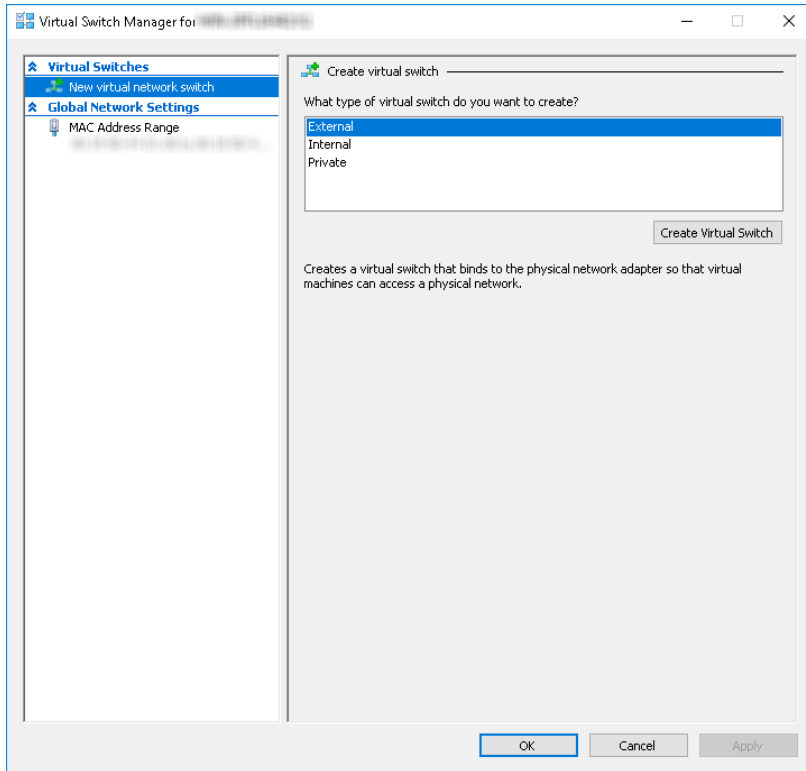 Virtual Switch Manager for
Virtual Switches
New virtual network switch
Global Network Settings
MAC Address Range
Create virtual switch
What type of virtual switch do you want to create?
External
Internal
Private
Create Virtual Switch
Creates a virtual switch that binds to the physical network adapter so that virtual
machines can access a physical network.
OK
Cancel
Apply